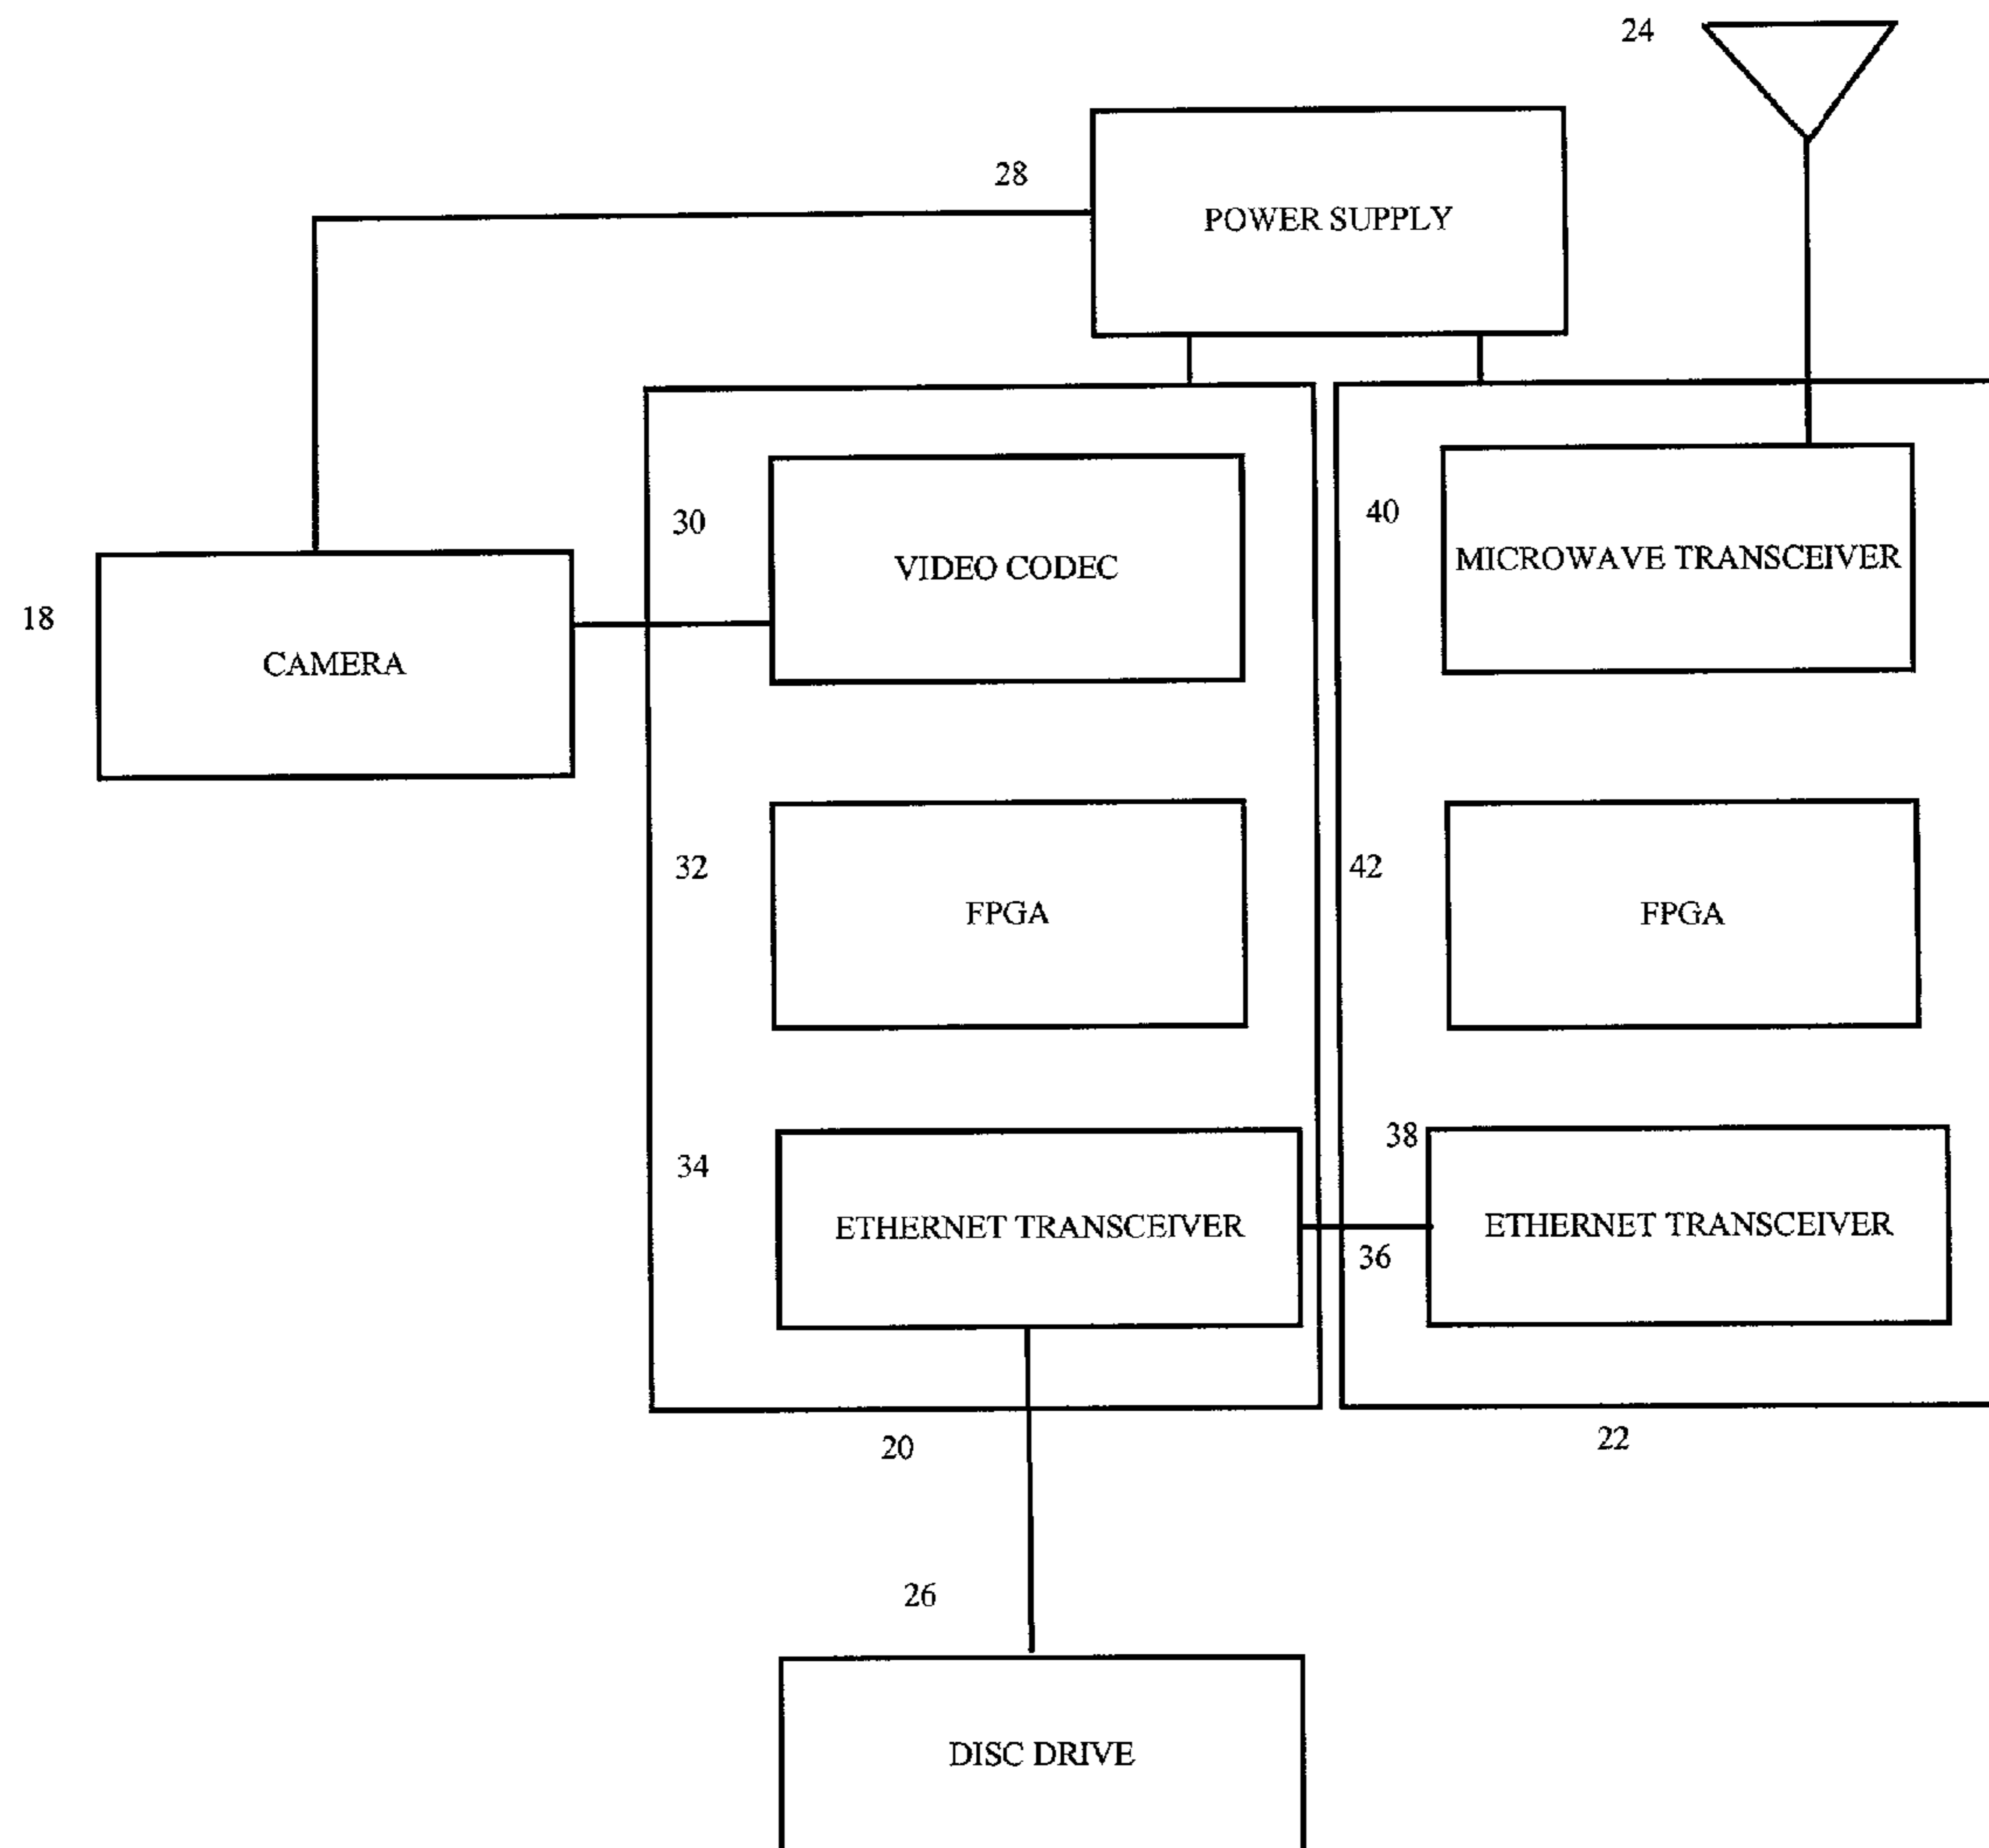 24
28
POWER SUPPLY
30
VIDEO CODEC
40
MICROWAVE TRANSCEIVER
18
CAMERA
32
FPGA
42
FPGA
34
ETHERNET TRANSCEIVER
36
38
ETHERNET TRANSCEIVER
20
22
26
DISC DRIVE